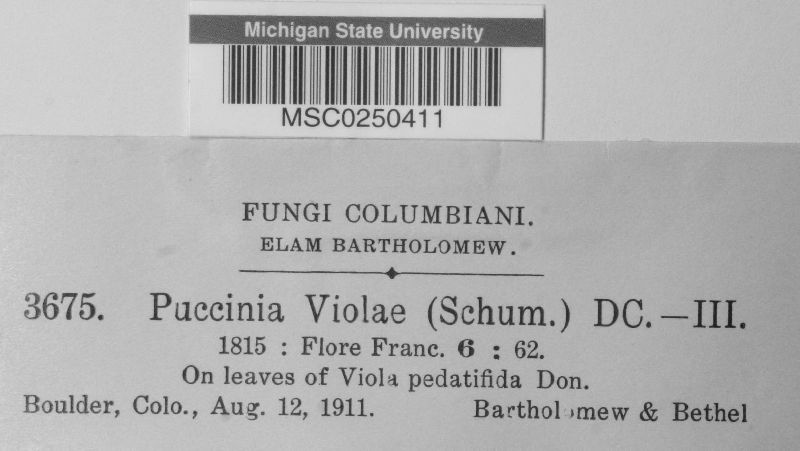 Michigan State University
MSC0250411
FUNGI COLUMBIANI.
ELAM BARTHOLOMEW.
3675. Puccinia Violae (Schum.) DC.—III.
1815 : Flore Franc. 6 : 62.
On leaves of Viola pedatifida Don.
Boulder, Colo., Aug. 12, 1911. Bartholomew & Bethel